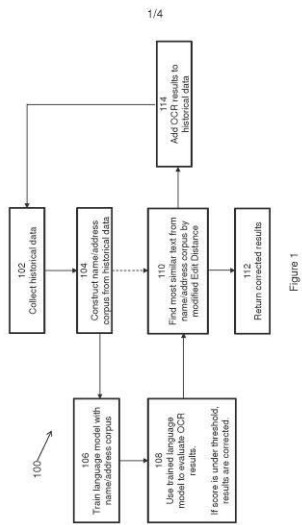 1/4
100
102
Collect historical data
104
Construct name/address
corpus from historical data
106
Train language model with
name/address corpus
108
Use trained language
model to evaluate OCR
results.
If score is under threshold,
results are corrected.
110
Find most similar text from
name/address corpus by
modified Edit Distance
112
Return corrected results
114
Add OCR results to
historical data
Figure 1